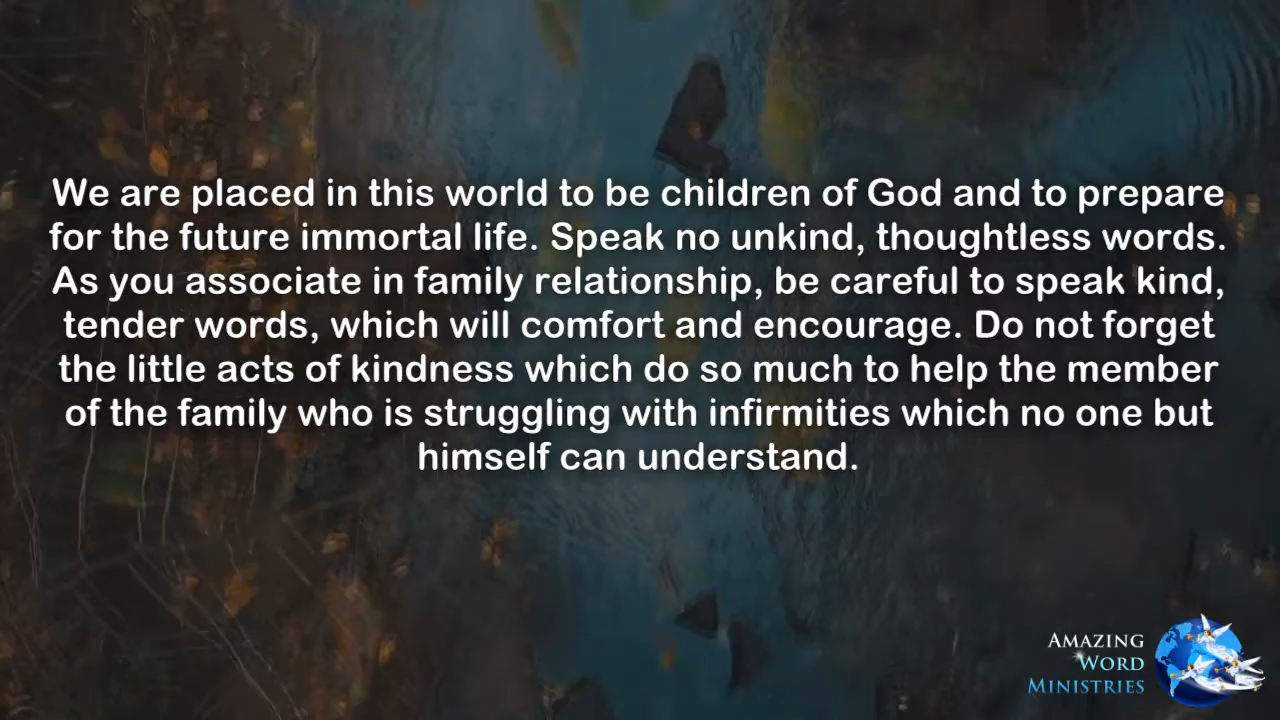 We are placed in this world to be children of God and to prepare
for the future immortal life. Speak no unkind, thoughtless words.
As you associate in family relationship, be careful to speak kind,
tender words, which will comfort and encourage. Do not forget
the little acts of kindness which do so much to help the member
of the family who is struggling with infirmities which no one but
himself can understand.
Amazing
Word
Ministries